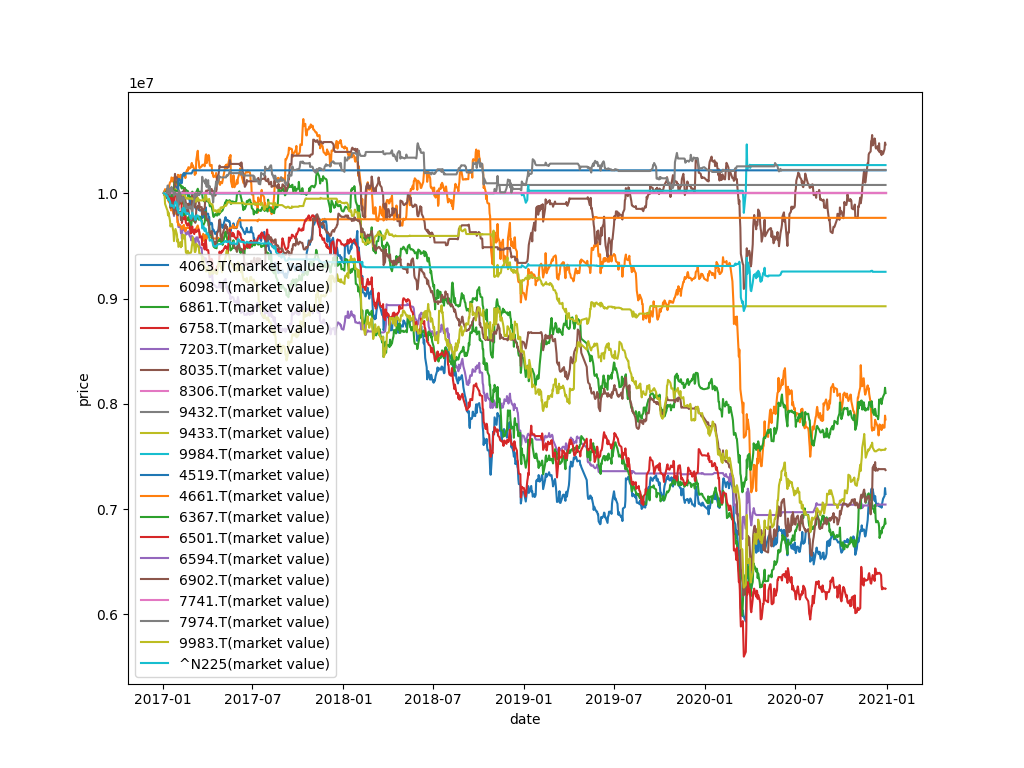 1e7
1.0
0.9
0.8
0.7
0.6
price
4063.T(market value)
6098.T(market value)
6861.T(market value)
6758.T(market value)
7203.T(market value)
8035.T(market value)
8306.T(market value)
9432.T(market value)
9433.T(market value)
9984.T(market value)
4519.T(market value)
4661.T(market value)
6367.T(market value)
6501.T(market value)
6594.T(market value)
6902.T(market value)
7741.T(market value)
7974.T(market value)
9983.T(market value)
^N225(market value)
2017-01 2017-07 2018-01 2018-07 2019-01 2019-07 2020-01 2020-07 2021-01
date